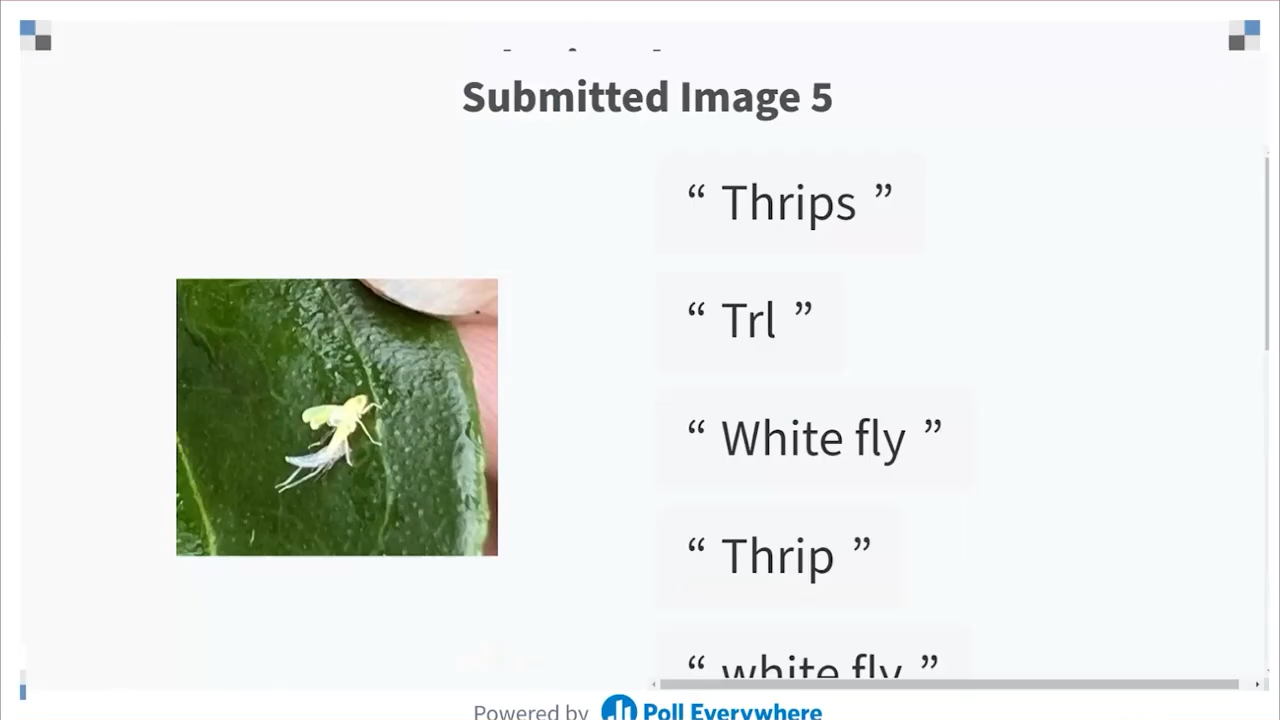 Submitted Image 5
“ Thrips ”
“ Trl ”
“ White fly ”
“ Thrip ”
“ white fly ”
Powered by Poll Everywhere